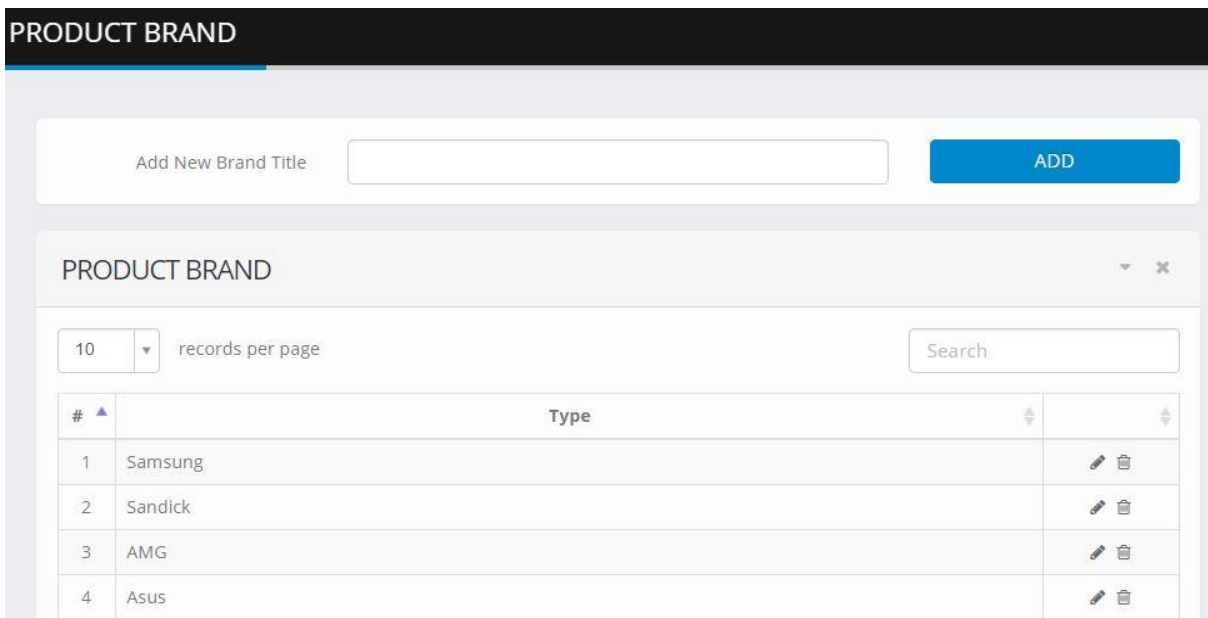 PRODUCT BRAND
Add New Brand Title ADD
PRODUCT BRAND
10 records per page Search
# Type
1 Samsung
2 Sandick
3 AMG
4 Asus